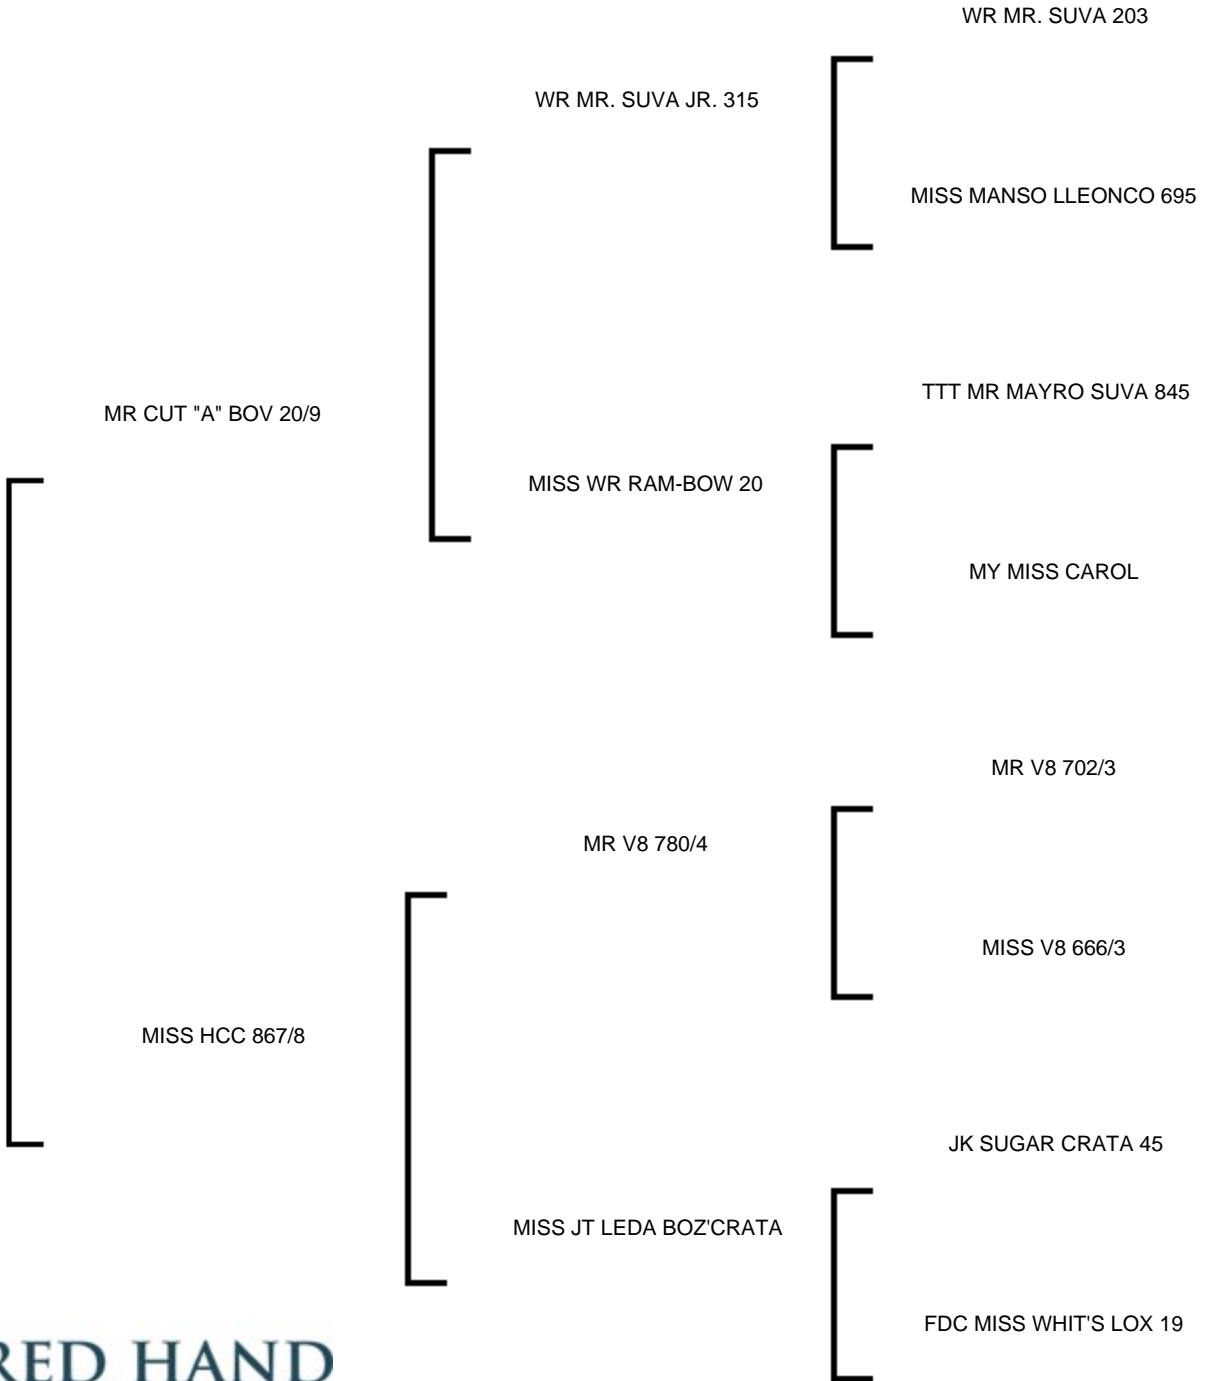 WR MR. SUVA 203
WR MR. SUVA JR. 315
MISS MANSO LLEONCO 695
TTT MR MAYRO SUVA 845
MR CUT "A" BOV 20/9
MISS WR RAM-BOW 20
MY MISS CAROL
MR V8 702/3
MR V8 780/4
MISS V8 666/3
MISS HCC 867/8
JK SUGAR CRATA 45
MISS JT LEDA BOZ'CRATA
FDC MISS WHIT'S LOX 19
RED HAND